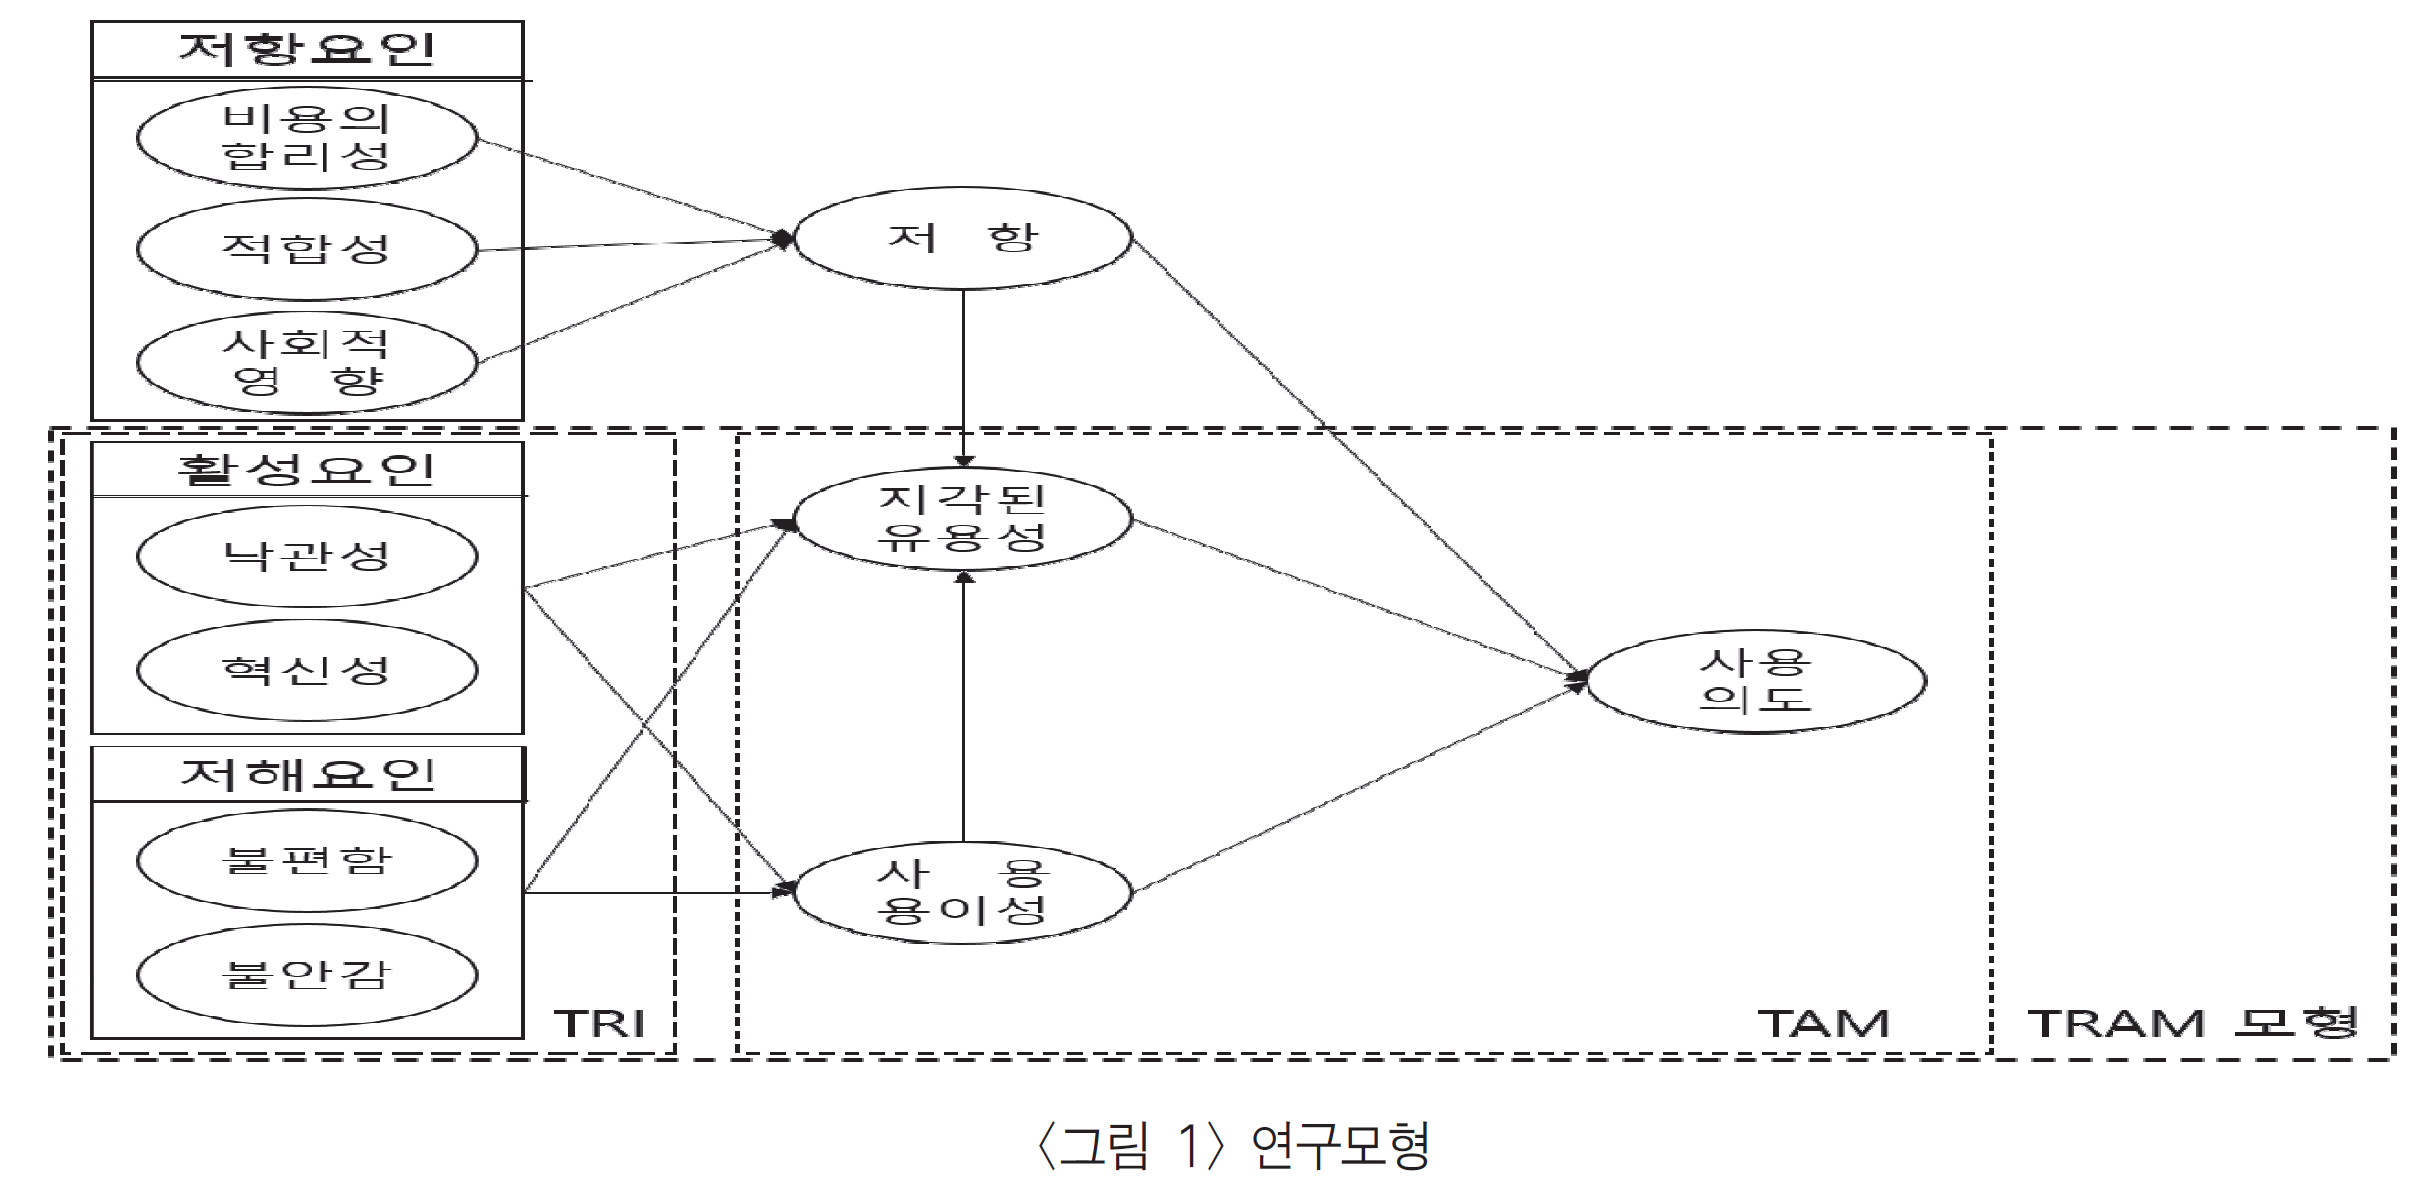 저항요인
비용의
합리성
적합성
사회적
영 향
저 항
활성요인
낙관성
혁신성
지각된
유용성
사용
의도
저해요인
불편함
불안감
사 용
용이성
TRI
TAM
TRAM 모형
〈그림 1〉 연구모형